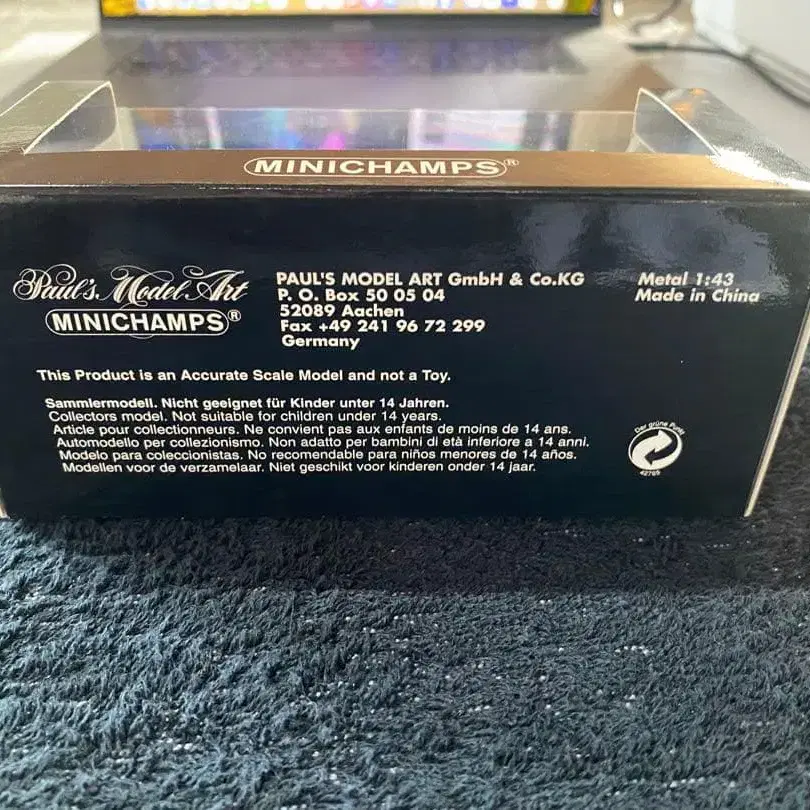 MINICHAMPS®
Paul's Model Art
MINICHAMPS®
PAUL'S MODEL ART GmbH & Co.KG
P. O. Box 50 05 04
52089 Aachen
Fax +49 241 96 72 299
Germany
Metal 1:43
Made in China
This Product is an Accurate Scale Model and not a Toy.
Sammlermodell. Nicht geeignet für Kinder unter 14 Jahren.
Collectors model. Not suitable for children under 14 years.
Article pour collectionneurs. Ne convient pas aux enfants de moins de 14 ans.
Automodello per collezionismo. Non adatto per bambini di età inferiore a 14 anni.
Modelo para coleccionistas. No recomendable para niños menores de 14 años.
Modellen voor de verzamelaar. Niet geschikt voor kinderen onder 14 jaar.
Der grüne Punkt
42765